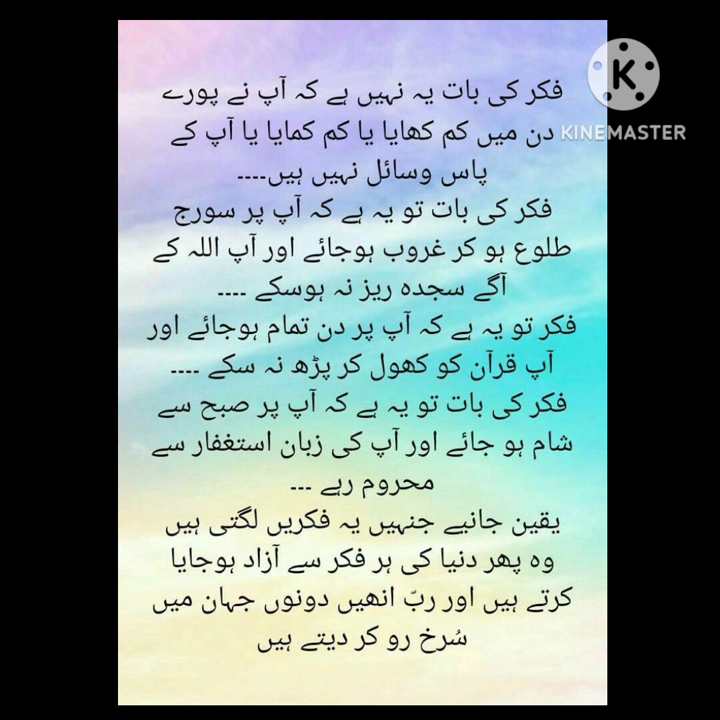 فکر کی بات یہ نہیں ہے کہ آپ نے پورے
دن میں کم کھایا یا کم کمایا یا آپ کے
پاس وسائل نہیں ہیں۔۔۔۔
فکر کی بات تو یہ ہے کہ آپ پر سورج
طلوع ہو کر غروب ہوجائے اور آپ اللہ کے
آگے سجدہ ریز نہ ہوسکے ۔۔۔۔
فکر تو یہ ہے کہ آپ پر دن تمام ہوجائے اور
آپ قرآن کو کھول کر پڑھ نہ سکے ۔۔۔۔
فکر کی بات تو یہ ہے کہ آپ پر صبح سے
شام ہو جائے اور آپ کی زبان استغفار سے
محروم رہے ۔۔۔
یقین جانیے جنہیں یہ فکریں لگتی ہیں
وہ پھر دنیا کی ہر فکر سے آزاد ہوجایا
کرتے ہیں اور ربّ انھیں دونوں جہان میں
سُرخ رو کر دیتے ہیں
K
KINEMASTER